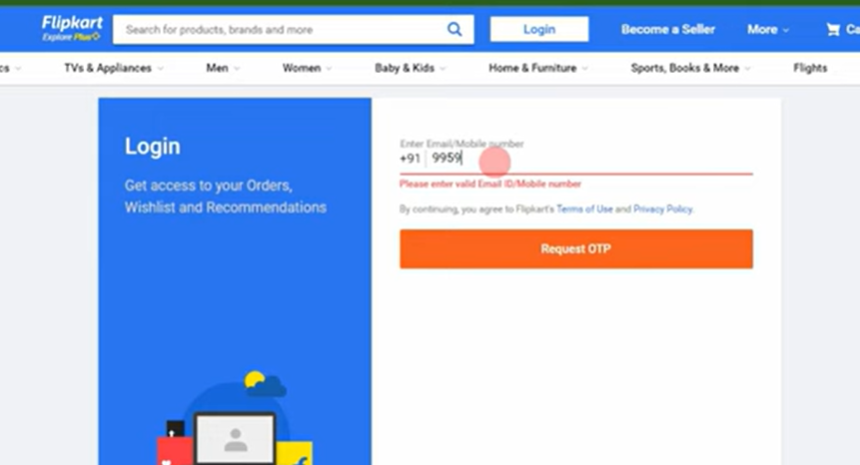 Flipkart
Explore Plus
Search for products, brands and more
Login
Become a Seller
More
Ca
cs
TVs & Appliances
Men
Women
Baby & Kids
Home & Furniture
Sports, Books & More
Flights
Login
Get access to your Orders,
Wishlist and Recommendations
Enter Email/Mobile number
+91 9959
Please enter valid Email ID/Mobile number
By continuing, you agree to Flipkart's Terms of Use and Privacy Policy.
Request OTP